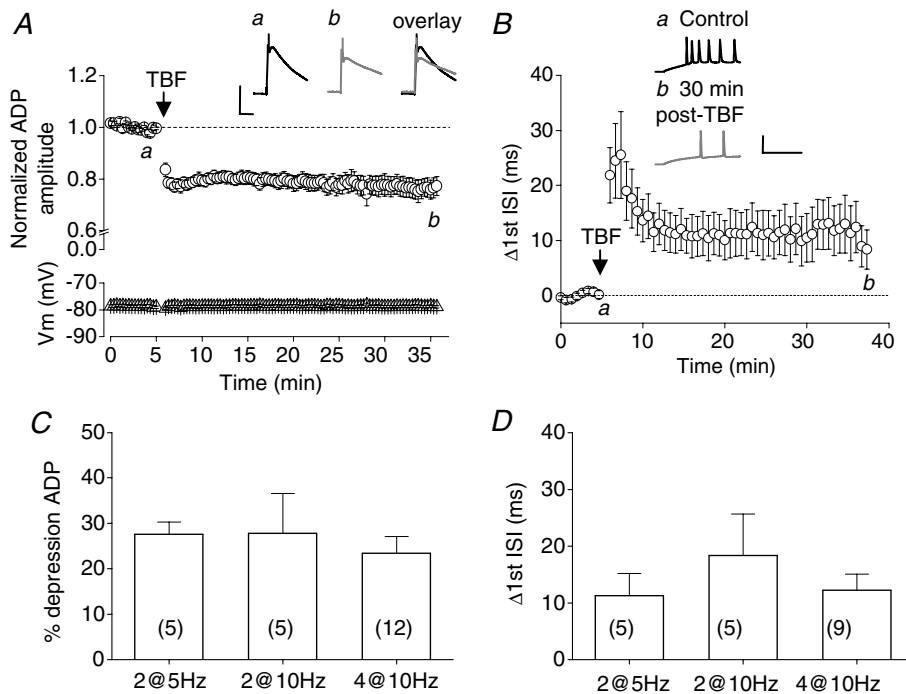 A
a
b
overlay
TBF
1.2
1.0
0.8
0.6
0.0
a
b
Normalized ADP
amplitude
-70
-80
-90
Vm (mV)
0 5 10 15 20 25 30 35
Time (min)
B
a Control
b 30 min
post-TBF
40
30
20
10
0
Δ1st ISI (ms)
TBF
a
b
0 10 20 30 40
Time (min)
C
50
40
30
20
10
0
% depression ADP
(5) (5) (12)
2@5Hz 2@10Hz 4@10Hz
D
40
30
20
10
0
Δ1st ISI (ms)
(5) (5) (9)
2@5Hz 2@10Hz 4@10Hz